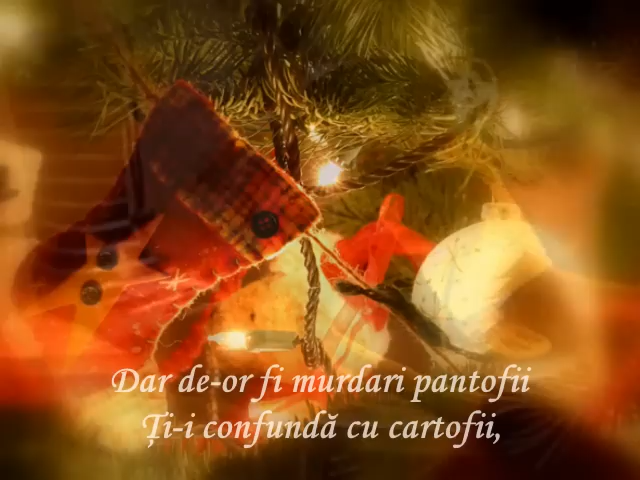 Dar de-or fi murdari pantofii
Ți-i confundă cu cartofii,